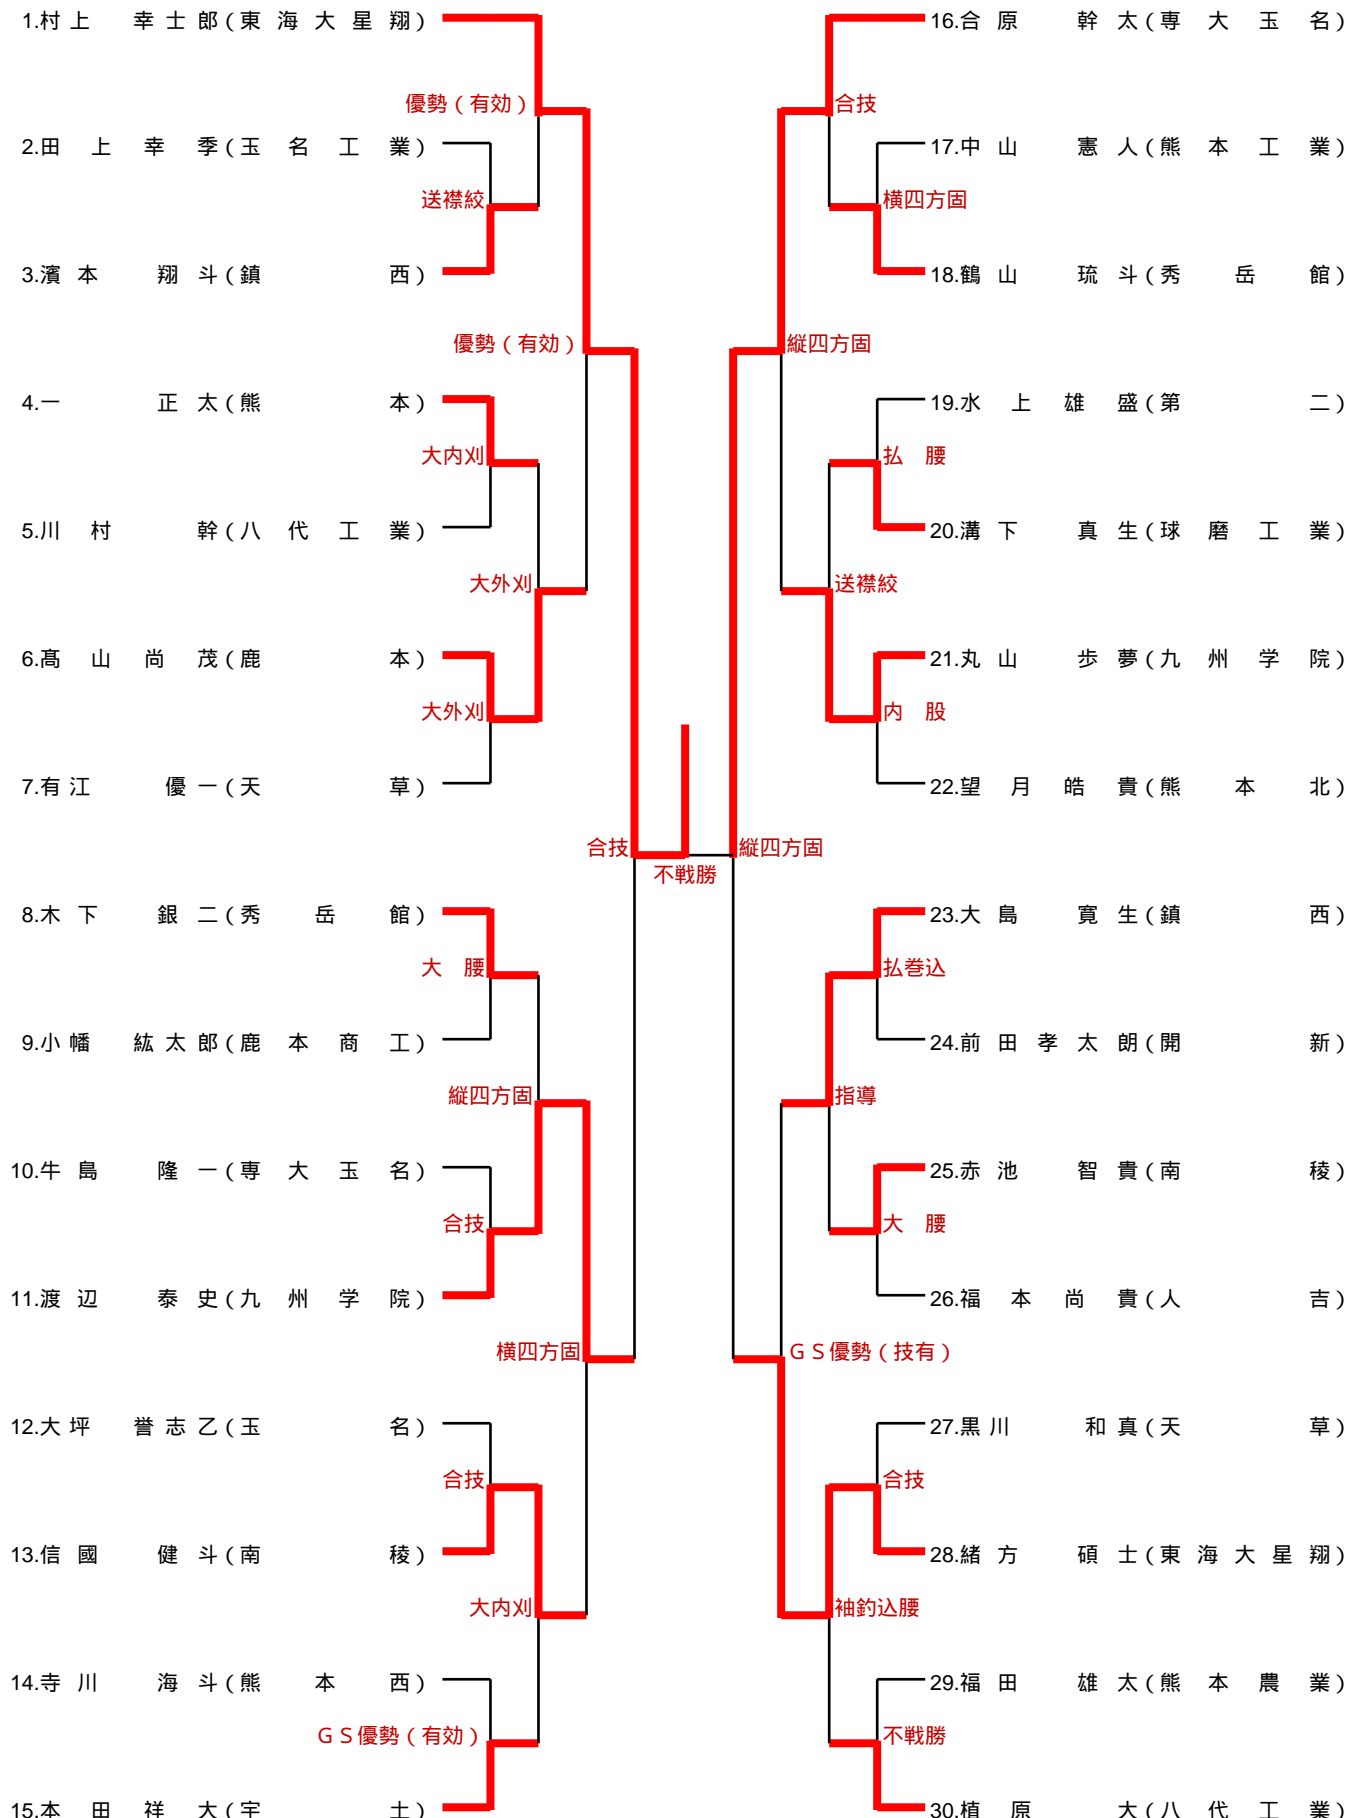 1.村上 幸士郎(東海大星翔)
優勢(有効)
2.田上幸季(玉名工業)
送襟絞
3.濱本 翔斗(鎮西)
優勢(有効)
4.一 正太(熊本)
大内刈
5.川村 幹(八代工業)
大外刈
6.髙山尚茂(鹿本)
大外刈
7.有江 優一(天草)
合技
8.木下 銀二(秀岳館)
大腰
9.小幡 紘太郎(鹿本商工)
縦四方固
10.牛島 隆一(専大玉名)
合技
11.渡辺 泰史(九州学院)
横四方固
12.大坪 誉志乙(玉名)
合技
13.信國 健斗(南稜)
大内刈
14.寺川 海斗(熊本西)
GS優勢(有効)
15.本田祥大(宇土)
不戦勝
16.合原 幹太(専大玉名)
合技
17.中山 憲人(熊本工業)
横四方固
18.鶴山 琉斗(秀岳館)
縦四方固
19.水上雄盛(第二)
払腰
20.溝下 真生(球磨工業)
送襟絞
21.丸山 歩夢(九州学院)
内股
22.望月皓貴(熊本北)
縦四方固
23.大島 寛生(鎮西)
払巻込
24.前田孝太朗(開新)
指導
25.赤池 智貴(南稜)
大腰
26.福本尚貴(人吉)
GS優勢(技有)
27.黒川 和真(天草)
合技
28.緒方 碩士(東海大星翔)
袖釣込腰
29.福田 雄太(熊本農業)
不戦勝
30.植原 大(八代工業)